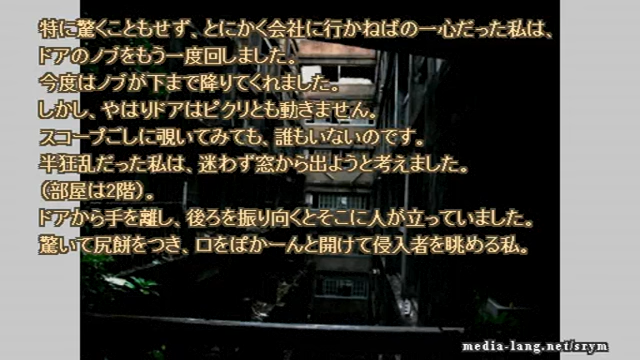 特に驚くこともせず、とにかく会社に行かねばの一心だった私は、
ドアのノブをもう一度回しました。
今度はノブが下まで降りてくれました。
しかし、やはりドアはピクリとも動きません。
スコープごしに覗いてみても、誰もいないのです。
半狂乱だった私は、迷わず窓から出ようと考えました。
（部屋は2階）。
ドアから手を離し、後ろを振り向くとそこに人が立っていました。
驚いて尻餅をつき、口をぽかーんと開けて侵入者を眺める私。
media-lang.net/srym